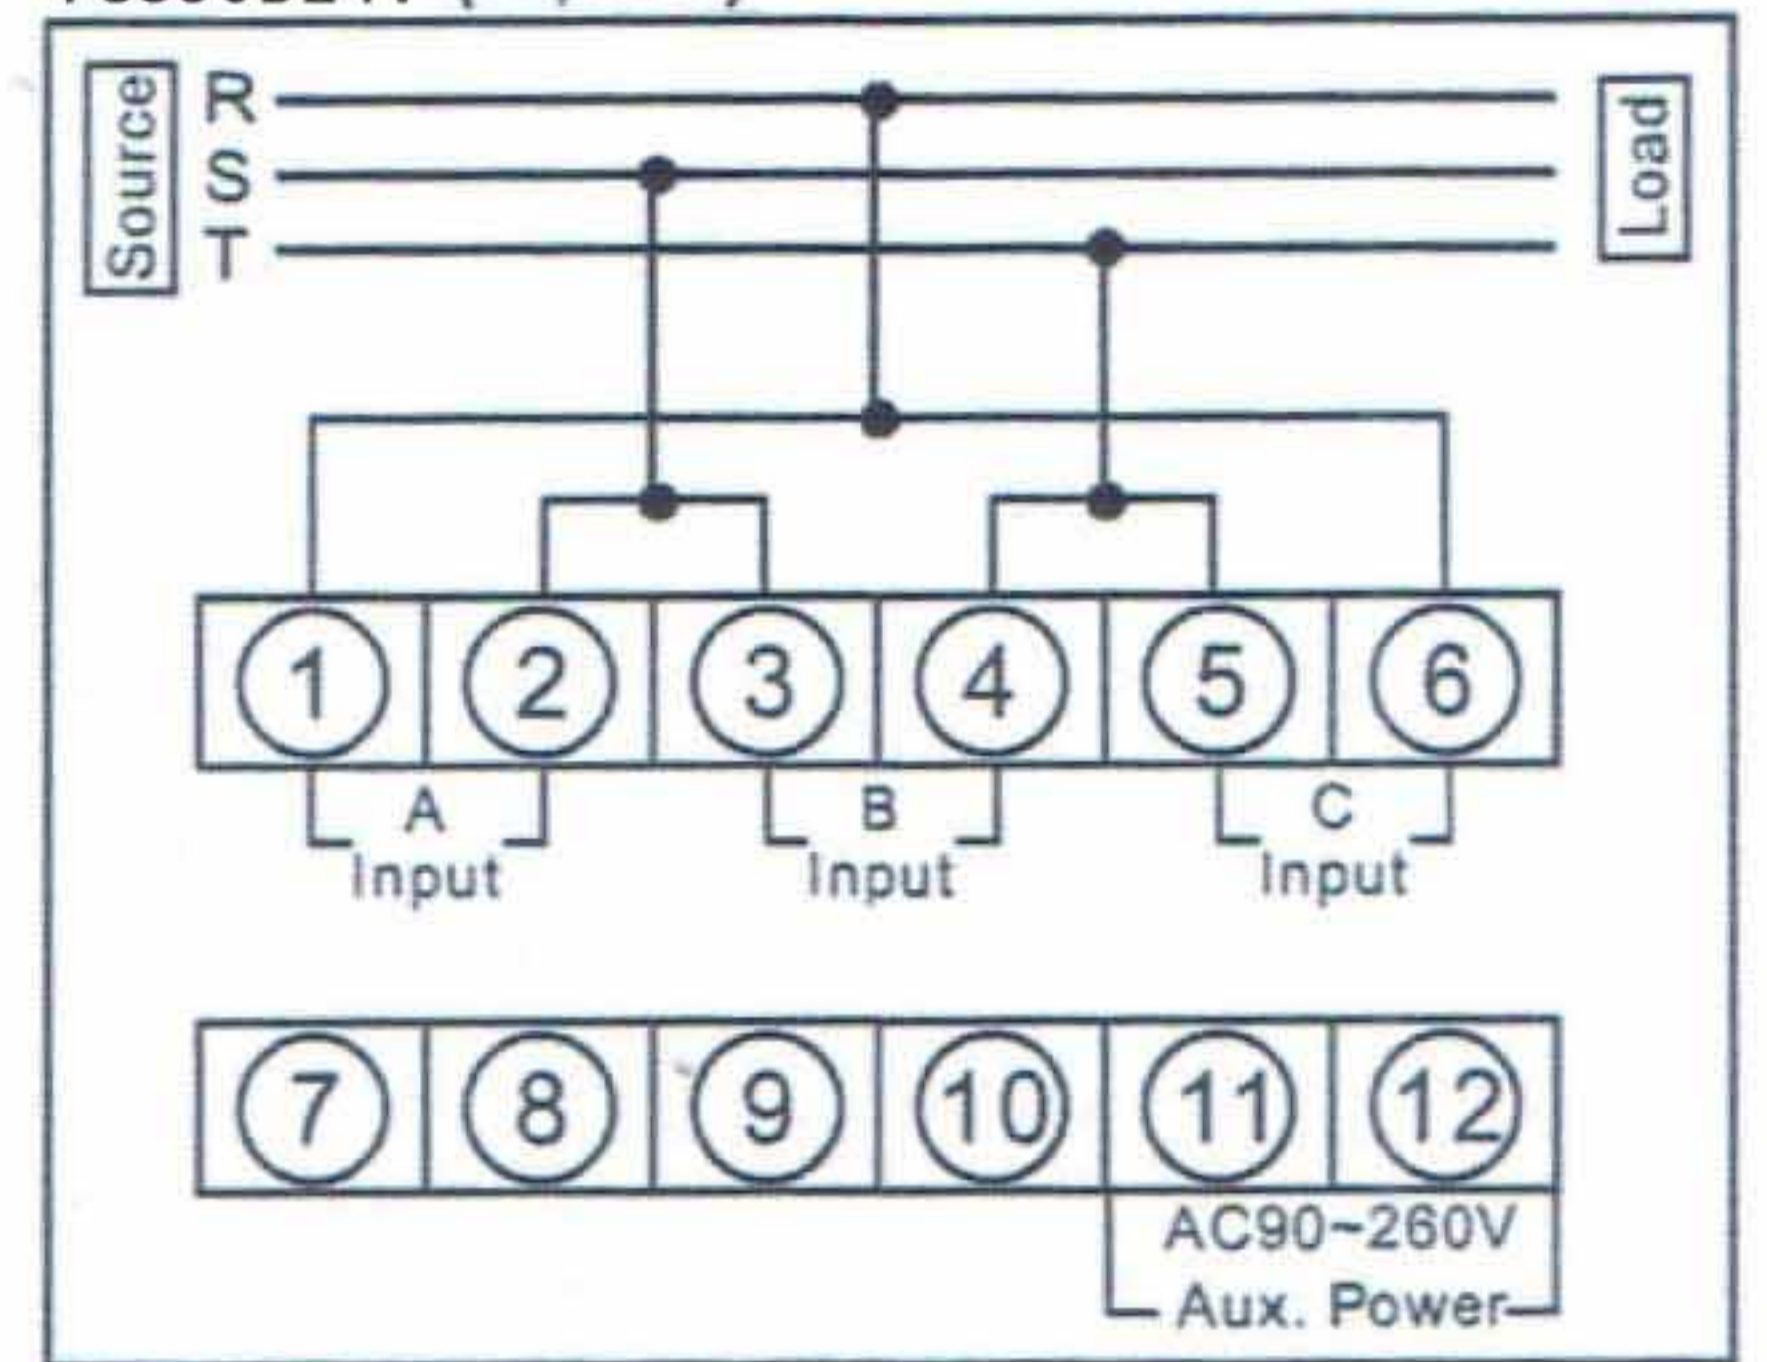 Source
R
S
T
Load
1 2 3 4 5 6
A B C
Input Input Input
7 8 9 10 11 12
AC90~260V
Aux. Power